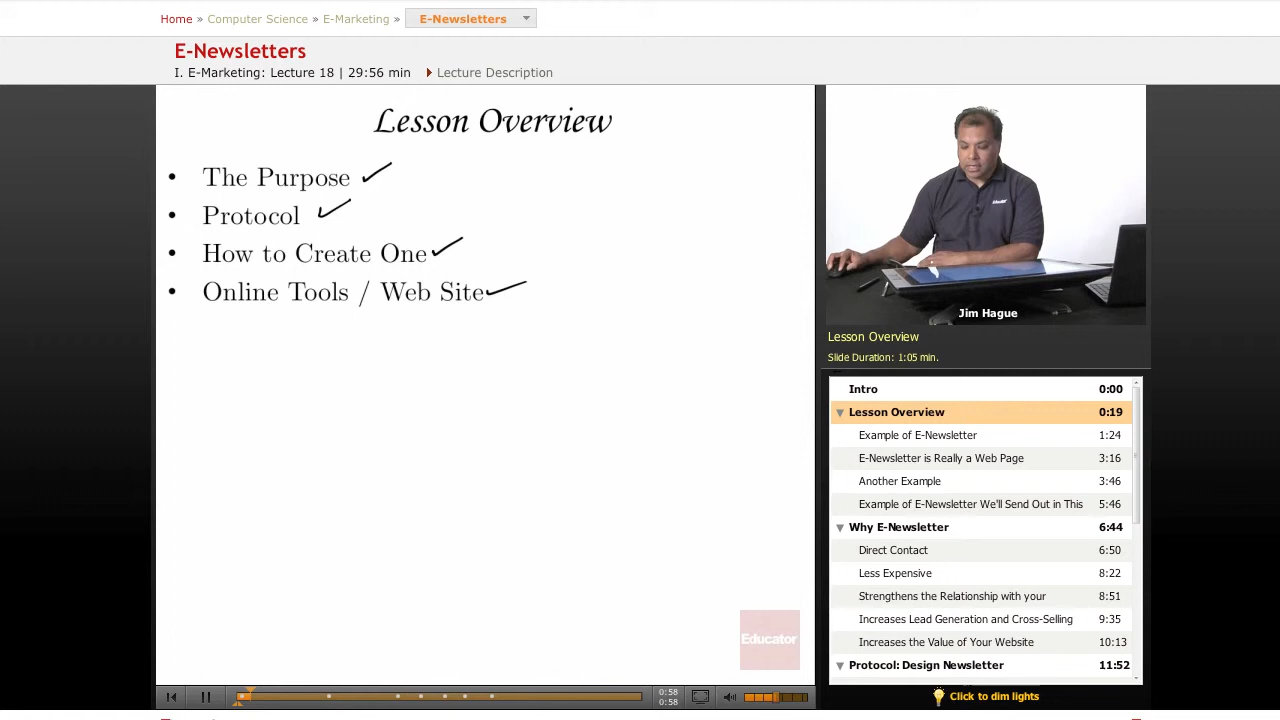 Home » Computer Science » E-Marketing » E-Newsletters
E-Newsletters
I. E-Marketing: Lecture 18 | 29:56 min Lecture Description
Lesson Overview
• The Purpose
• Protocol
• How to Create One
• Online Tools / Web Site
Educator
Jim Hague
Lesson Overview
Slide Duration: 1:05 min.
Intro 0:00
Lesson Overview 0:19
Example of E-Newsletter 1:24
E-Newsletter is Really a Web Page 3:16
Another Example 3:46
Example of E-Newsletter We'll Send Out in This 5:46
Why E-Newsletter 6:44
Direct Contact 6:50
Less Expensive 8:22
Strengthens the Relationship with your 8:51
Increases Lead Generation and Cross-Selling 9:35
Increases the Value of Your Website 10:13
Protocol: Design Newsletter 11:52
0:58
0:58
Click to dim lights